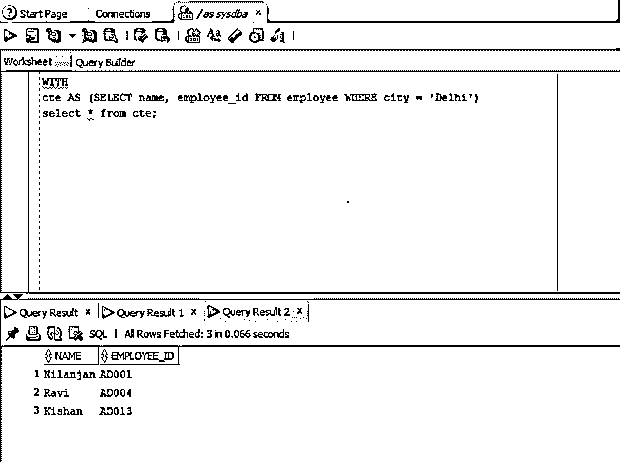 Start Page Connections / as sysdba ×
Worksheet Query Builder
WITH
cte AS (SELECT name, employee_id FROM employee WHERE city = 'Delhi')
select * from cte;
Query Result × Query Result 1 × Query Result 2 ×
SQL | All Rows Fetched: 3 in 0.066 seconds
NAME EMPLOYEE_ID
1 Nilanjan AD001
2 Ravi AD004
3 Kishan AD013